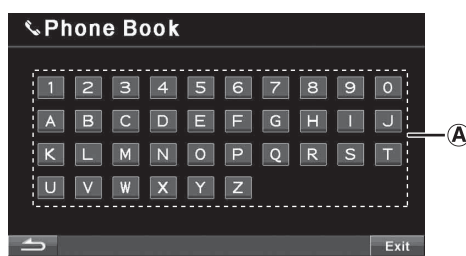 Phone Book
1 2 3 4 5 6 7 8 9 0
A B C D E F G H I J
K L M N O P Q R S T
U V W X Y Z
A
Exit